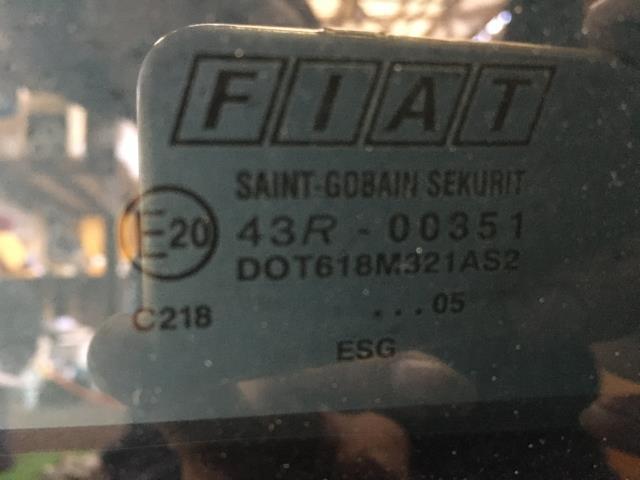 FIAT
SAINT-GOBAIN SEKURIT
E20 43R - 00351
DOT618M321AS2
C218 ...05
ESG